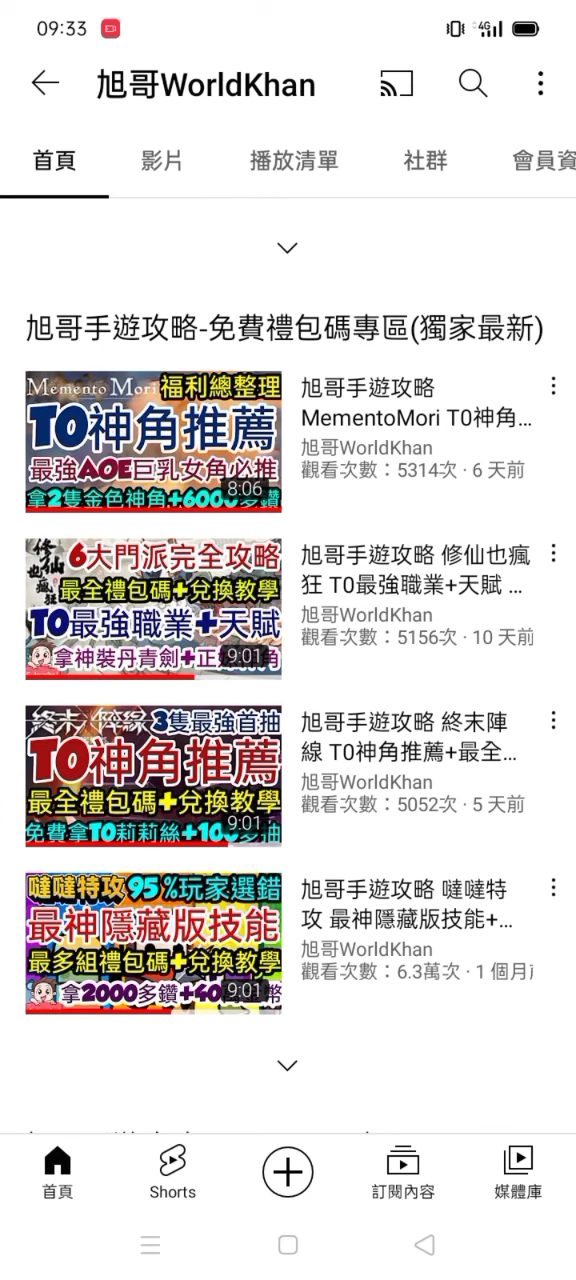 09:33
4G
旭哥WorldKhan
首頁 影片 播放清單 社群 會員資
旭哥手遊攻略-免費禮包碼專區(獨家最新)
Memento Mori 福利總整理
T0神角推薦
最強AOE巨乳女角必推
拿2隻金色神角+600多鑽
8:06
旭哥手遊攻略
MementoMori T0神角...
旭哥WorldKhan
觀看次數：5314次 · 6 天前
修仙也瘋狂
6大門派完全攻略
最全禮包碼+兌換教學
T0最強職業+天賦
拿神裝丹青劍+正
9:01
旭哥手遊攻略 修仙也瘋
狂 T0最強職業+天賦 ...
旭哥WorldKhan
觀看次數：5156次 · 10 天前
終末陣線 3隻最強首抽
T0神角推薦
最全禮包碼+兌換教學
免費拿T0莉莉絲+10多抽
9:01
旭哥手遊攻略 終末陣
線 T0神角推薦+最全...
旭哥WorldKhan
觀看次數：5052次 · 5 天前
噠噠特攻95%玩家選錯
最神隱藏版技能
最多組禮包碼+兌換教學
拿2000多鑽+40 幣
9:01
旭哥手遊攻略 噠噠特
攻 最神隱藏版技能+...
旭哥WorldKhan
觀看次數：6.3萬次 · 1 個月
首頁 Shorts 訂閱內容 媒體庫